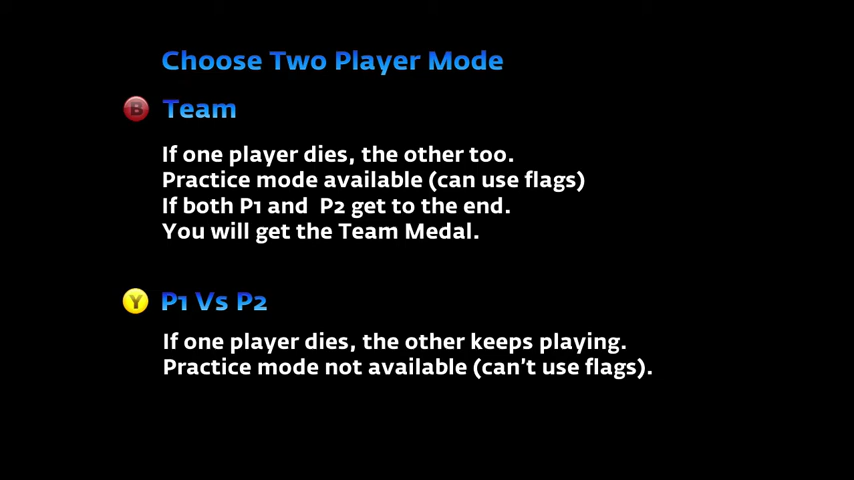 Choose Two Player Mode
B Team
If one player dies, the other too.
Practice mode available (can use flags)
If both P1 and P2 get to the end.
You will get the Team Medal.
Y P1 Vs P2
If one player dies, the other keeps playing.
Practice mode not available (can't use flags).